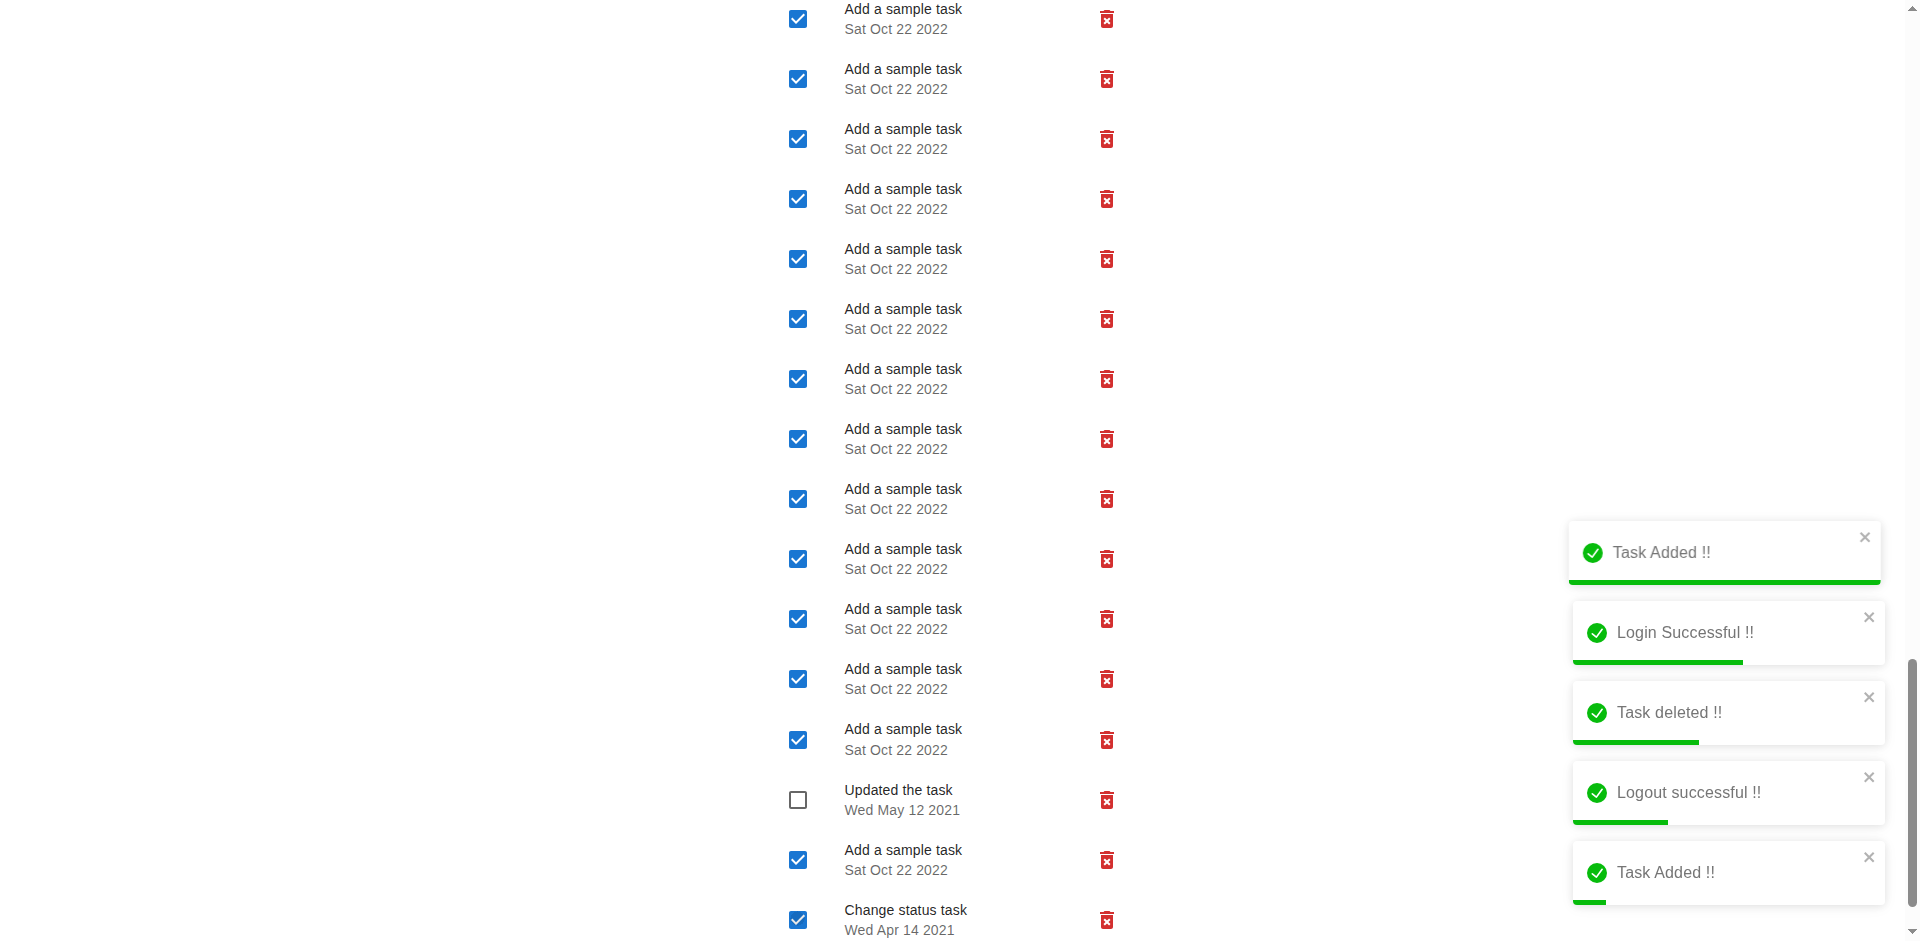 Add a sample task
Sat Oct 22 2022
Add a sample task
Sat Oct 22 2022
Add a sample task
Sat Oct 22 2022
Add a sample task
Sat Oct 22 2022
Add a sample task
Sat Oct 22 2022
Add a sample task
Sat Oct 22 2022
Add a sample task
Sat Oct 22 2022
Add a sample task
Sat Oct 22 2022
Add a sample task
Sat Oct 22 2022
Add a sample task
Sat Oct 22 2022
Add a sample task
Sat Oct 22 2022
Add a sample task
Sat Oct 22 2022
Add a sample task
Sat Oct 22 2022
Updated the task
Wed May 12 2021
Add a sample task
Sat Oct 22 2022
Change status task
Wed Apr 14 2021
Task Added !!
Login Successful !!
Task deleted !!
Logout successful !!
Task Added !!